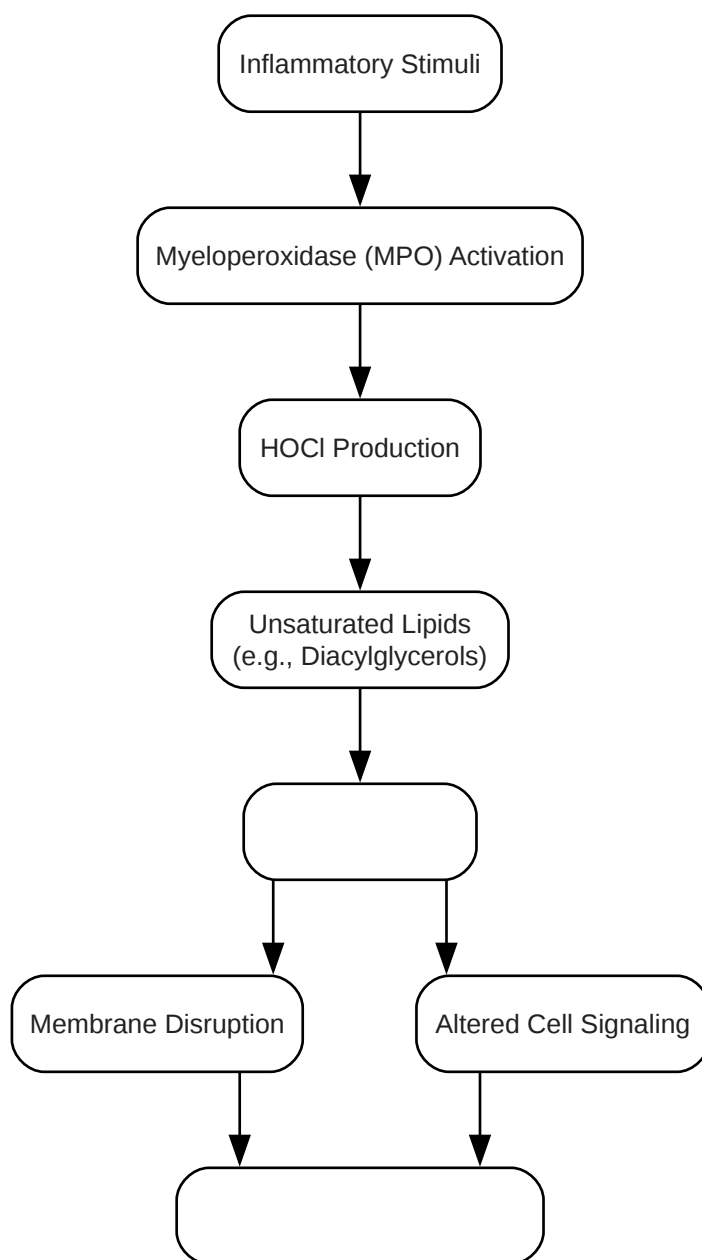 Inflammatory Stimuli
Myeloperoxidase (MPO) Activation
HOCl Production
Unsaturated Lipids
(e.g., Diacylglycerols)
Membrane Disruption
Altered Cell Signaling